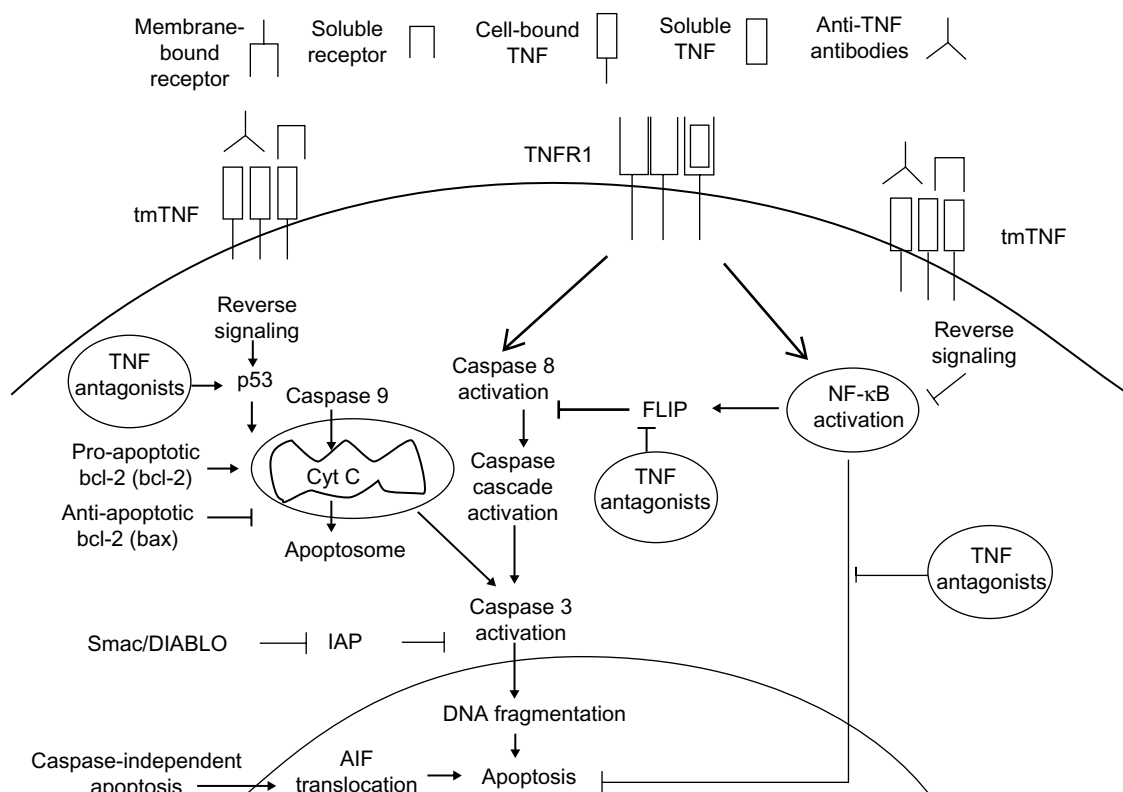 Membrane-
bound
receptor
Soluble
receptor
Cell-bound
TNF
Soluble
TNF
Anti-TNF
antibodies
TNFR1
tmTNF
tmTNF
Reverse
signaling
Reverse
signaling
TNF
antagonists
p53
Caspase 9
Caspase 8
activation
FLIP
NF-κB
activation
Pro-apoptotic
bcl-2 (bcl-2)
Cyt C
Caspase
cascade
activation
TNF
antagonists
Anti-apoptotic
bcl-2 (bax)
Apoptosome
TNF
antagonists
Caspase 3
activation
Smac/DIABLO
IAP
DNA fragmentation
Caspase-independent
apoptosis
AIF
translocation
Apoptosis